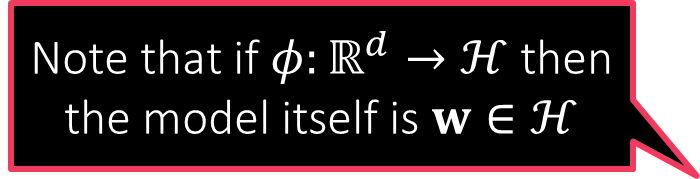 Note that if 𝜙: ℝ^𝑑 → ℋ then
the model itself is 𝐰 ∈ ℋ